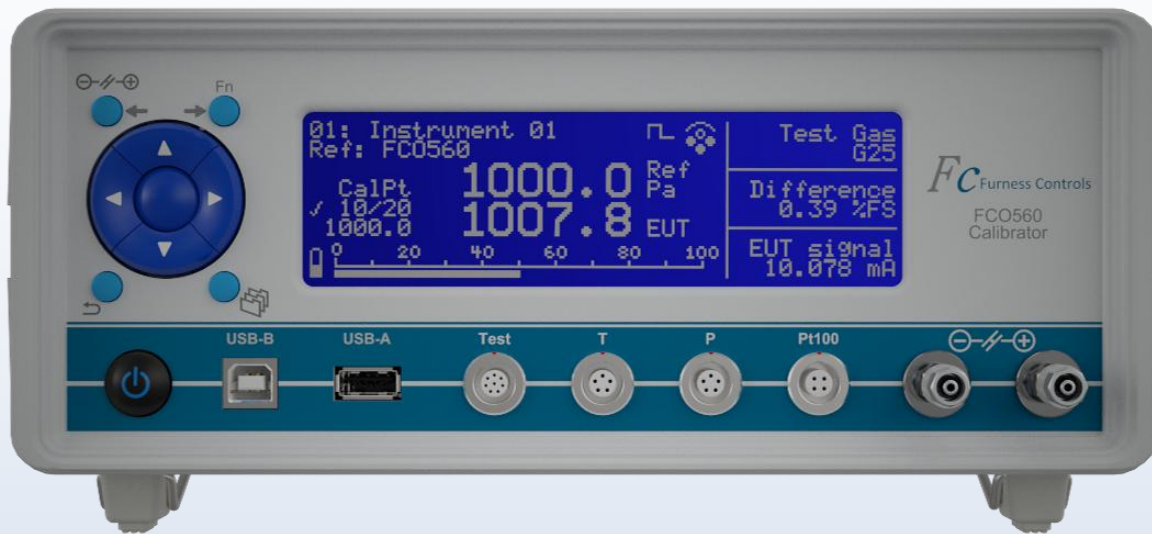 Fn
01: Instrument 01
Ref: FCO560
1000.0 Ref Pa
CalPt
✓ 10/20
1000.0
1007.8 EUT
0 20 40 60 80 100
Test Gas
G25
Difference
0.39 %FS
EUT signal
10.078 mA
Fc Furness Controls
FCO560
Calibrator
USB-B USB-A Test T P Pt100